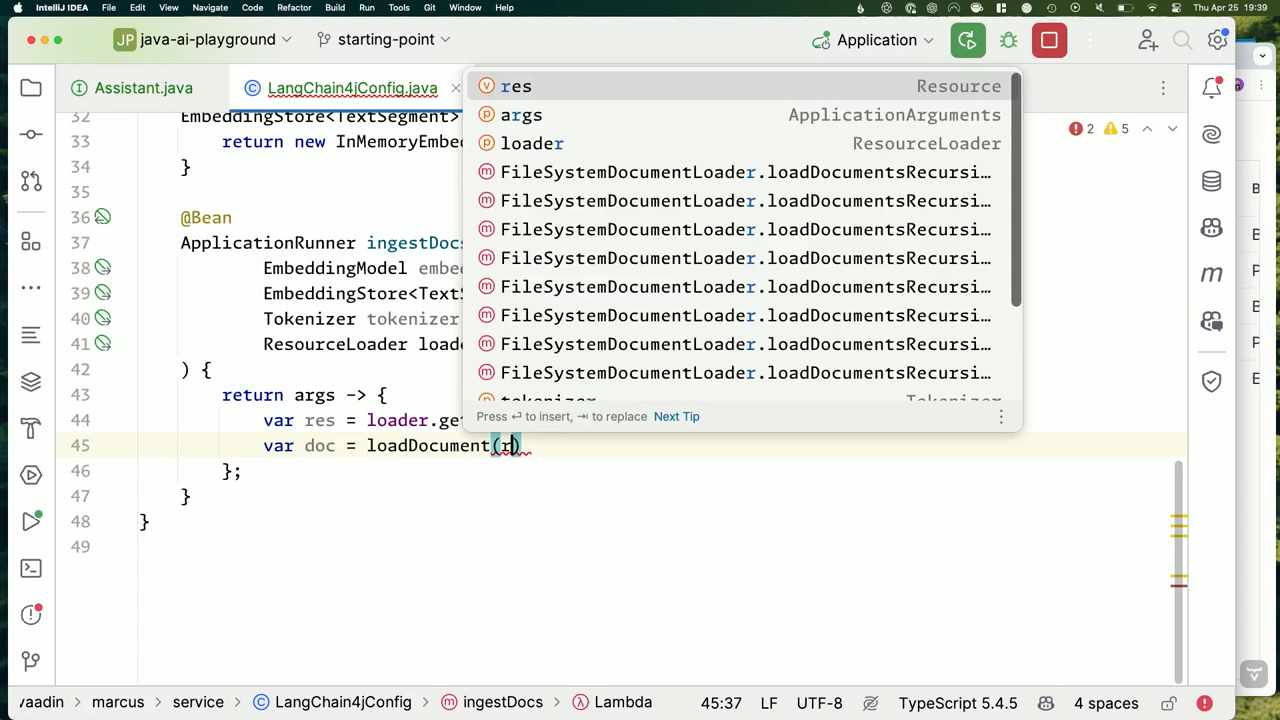 IntelliJ IDEA File Edit View Navigate Code Refactor Build Run Tools Git Window Help Thu Apr 25 19:39
JP java-ai-playground starting-point Application
Assistant.java LangChain4jConfig.java
res Resource
args ApplicationArguments
loader ResourceLoader
FileSystemDocumentLoader.loadDocumentsRecursi…
FileSystemDocumentLoader.loadDocumentsRecursi…
FileSystemDocumentLoader.loadDocumentsRecursi…
FileSystemDocumentLoader.loadDocumentsRecursi…
FileSystemDocumentLoader.loadDocumentsRecursi…
FileSystemDocumentLoader.loadDocumentsRecursi…
FileSystemDocumentLoader.loadDocumentsRecursi…
FileSystemDocumentLoader.loadDocumentsRecursi…
tokenizer Tokenizer
Press ⏎ to insert, ⇥ to replace Next Tip
2 5
32 EmbeddingStore<TextSegment>
33 return new InMemoryEmbed
34 }
35
36 @Bean
37 ApplicationRunner ingestDocs
38 EmbeddingModel embe
39 EmbeddingStore<TextS
40 Tokenizer tokenizer
41 ResourceLoader loade
42 ) {
43 return args -> {
44 var res = loader.get
45 var doc = loadDocument(r)
46 };
47 }
48 }
49
vaadin › marcus › service › LangChain4jConfig › ingestDocs › Lambda 45:37 LF UTF-8 TypeScript 5.4.5 4 spaces